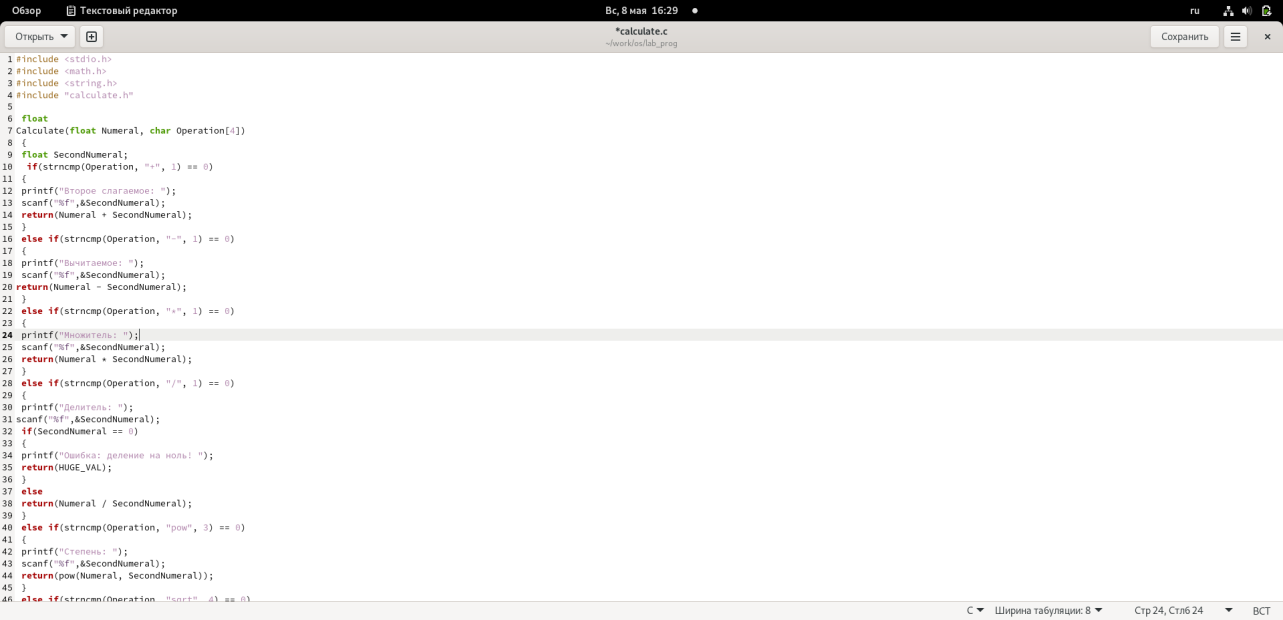 Обзор Текстовый редактор Вс, 8 мая 16:29 ru
Открыть *calculate.c Сохранить
~/work/os/lab_prog
1 #include <stdio.h>
2 #include <math.h>
3 #include <string.h>
4 #include "calculate.h"
5
6 float
7 Calculate(float Numeral, char Operation[4])
8 {
9 float SecondNumeral;
10 if(strncmp(Operation, "+", 1) == 0)
11 {
12 printf("Второе слагаемое: ");
13 scanf("%f",&SecondNumeral);
14 return(Numeral + SecondNumeral);
15 }
16 else if(strncmp(Operation, "-", 1) == 0)
17 {
18 printf("Вычитаемое: ");
19 scanf("%f",&SecondNumeral);
20 return(Numeral - SecondNumeral);
21 }
22 else if(strncmp(Operation, "*", 1) == 0)
23 {
24 printf("Множитель: ");
25 scanf("%f",&SecondNumeral);
26 return(Numeral * SecondNumeral);
27 }
28 else if(strncmp(Operation, "/", 1) == 0)
29 {
30 printf("Делитель: ");
31 scanf("%f",&SecondNumeral);
32 if(SecondNumeral == 0)
33 {
34 printf("Ошибка: деление на ноль! ");
35 return(HUGE_VAL);
36 }
37 else
38 return(Numeral / SecondNumeral);
39 }
40 else if(strncmp(Operation, "pow", 3) == 0)
41 {
42 printf("Степень: ");
43 scanf("%f",&SecondNumeral);
44 return(pow(Numeral, SecondNumeral));
45 }
46 else if(strncmp(Operation, "sqrt", 4) == 0)
C Ширина табуляции: 8 Стр 24, Стлб 24 ВСТ